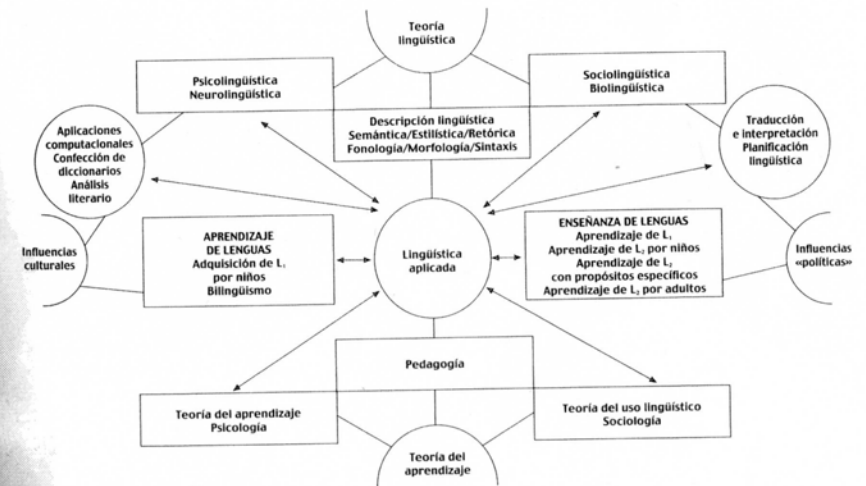 Teoría
lingüística
Psicolingüística
Neurolingüística
Sociolingüística
Biolingüística
Descripción lingüística
Semántica/Estilística/Retórica
Fonología/Morfología/Sintaxis
Aplicaciones
computacionales
Confección de
diccionarios
Análisis
literario
Traducción
e interpretación
Planificación
lingüística
Influencias
culturales
APRENDIZAJE
DE LENGUAS
Adquisición de L₁
por niños
Bilingüismo
Lingüística
aplicada
ENSEÑANZA DE LENGUAS
Aprendizaje de L₁
Aprendizaje de L₂ por niños
Aprendizaje de L₂
con propósitos específicos
Aprendizaje de L₂ por adultos
Influencias
«políticas»
Pedagogía
Teoría del aprendizaje
Psicología
Teoría del uso lingüístico
Sociología
Teoría del
aprendizaje